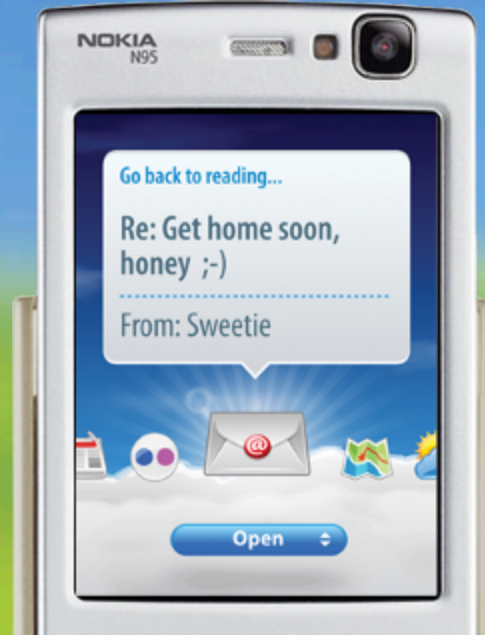 NOKIA
N95
Go back to reading...
Re: Get home soon,
honey ;-)
From: Sweetie
@
Open